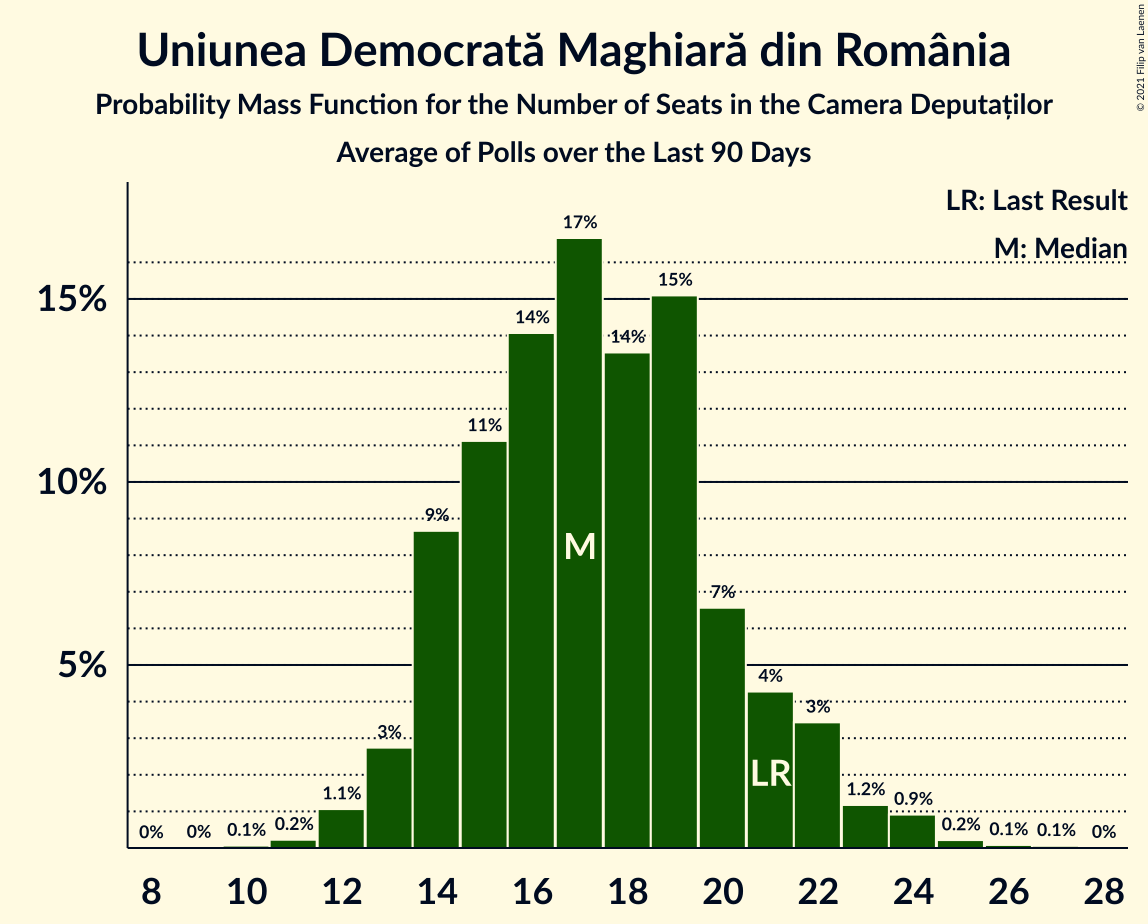 Uniunea Democrată Maghiară din România
Probability Mass Function for the Number of Seats in the Camera Deputaților
Average of Polls over the Last 90 Days
© 2021 Filip van Laenen
LR: Last Result
M: Median
15%
10%
5%
0%
0%
0.1%
0.2%
1.1%
3%
9%
11%
14%
17%
14%
15%
7%
4%
3%
1.2%
0.9%
0.2%
0.1%
0.1%
0%
M
LR
8 10 12 14 16 18 20 22 24 26 28